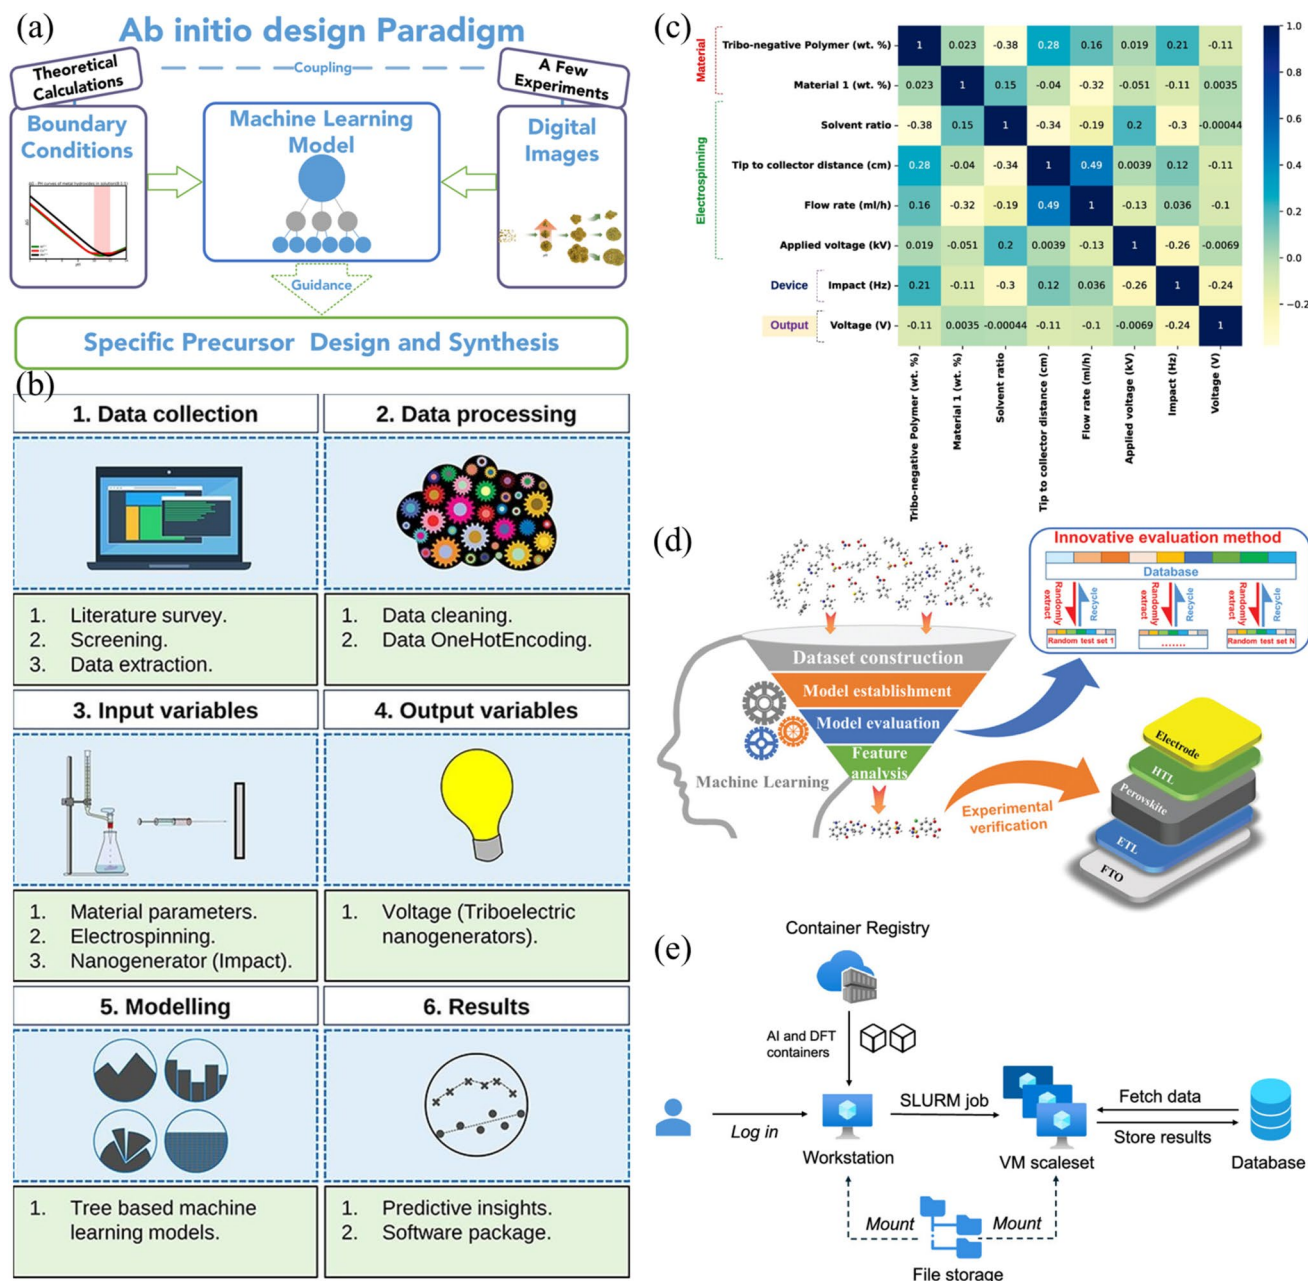 (a)
Ab initio design Paradigm
Theoretical
Calculations
Coupling
A Few
Experiments
Boundary
Conditions
Machine Learning
Model
Digital
Images
Guidance
Specific Precursor Design and Synthesis
(b)
1. Data collection
2. Data processing
1. Literature survey.
2. Screening.
3. Data extraction.
1. Data cleaning.
2. Data OneHotEncoding.
3. Input variables
4. Output variables
1. Material parameters.
2. Electrospinning.
3. Nanogenerator (Impact).
1. Voltage (Triboelectric
nanogenerators).
5. Modelling
6. Results
1. Tree based machine
learning models.
1. Predictive insights.
2. Software package.
(c)
Material
Electrospinning
Device
Output
Tribo-negative Polymer (wt. %) 1 0.023 -0.38 0.28 0.16 0.019 0.21 -0.11
Material 1 (wt. %) 0.023 1 0.15 -0.04 -0.32 -0.051 -0.11 0.0035
Solvent ratio -0.38 0.15 1 -0.34 -0.19 0.2 -0.3 -0.00044
Tip to collector distance (cm) 0.28 -0.04 -0.34 1 0.49 0.0039 0.12 -0.11
Flow rate (ml/h) 0.16 -0.32 -0.19 0.49 1 -0.13 0.036 -0.1
Applied voltage (kV) 0.019 -0.051 0.2 0.0039 -0.13 1 -0.26 -0.0069
Impact (Hz) 0.21 -0.11 -0.3 0.12 0.036 -0.26 1 -0.24
Voltage (V) -0.11 0.0035 -0.00044 -0.11 -0.1 -0.0069 -0.24 1
Tribo-negative Polymer (wt. %)
Material 1 (wt. %)
Solvent ratio
Tip to collector distance (cm)
Flow rate (ml/h)
Applied voltage (kV)
Impact (Hz)
Voltage (V)
1.0
0.8
0.6
0.4
0.2
0.0
-0.2
(d)
Dataset construction
Model establishment
Model evaluation
Feature
analysis
Machine Learning
Innovative evaluation method
Database
Randomly
extract
Recycle
Randomly
extract
Recycle
Randomly
extract
Recycle
Random test set 1
.......
Random test set N
Experimental
verification
Electrode
HTL
Perovskite
ETL
FTO
(e)
Container Registry
AI and DFT
containers
Log in
Workstation
SLURM job
VM scaleset
Fetch data
Store results
Database
Mount
Mount
File storage